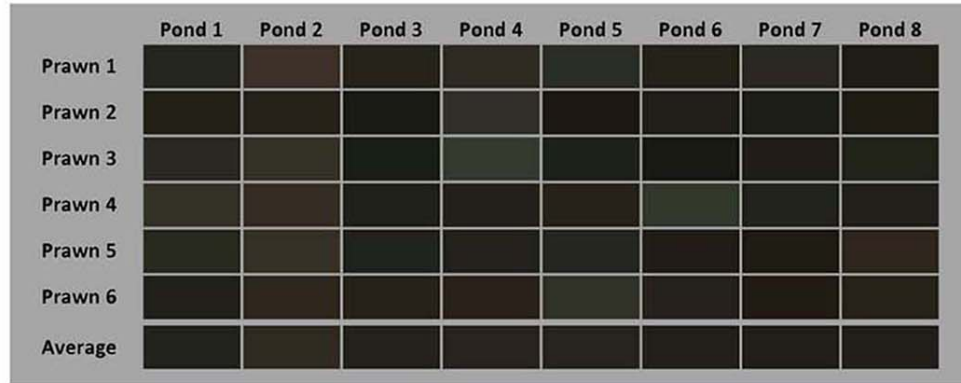 Pond 1 Pond 2 Pond 3 Pond 4 Pond 5 Pond 6 Pond 7 Pond 8
Prawn 1
Prawn 2
Prawn 3
Prawn 4
Prawn 5
Prawn 6
Average